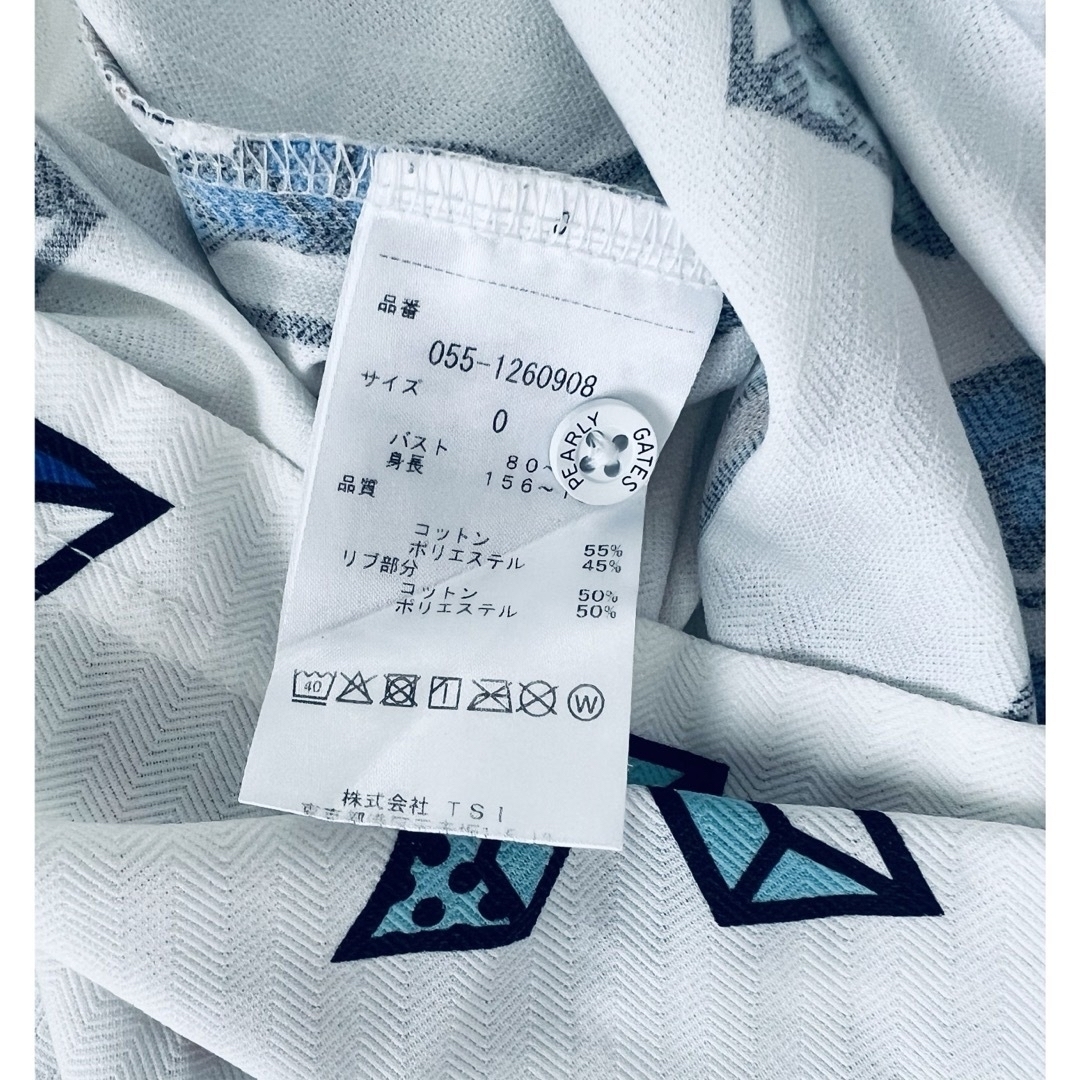 品番
055-1260908
サイズ
0
バスト 80~
身長 156~1
品質
コットン 55%
ポリエステル 45%
リブ部分
コットン 50%
ポリエステル 50%
40
W
株式会社 TSI
PEARLY GATES